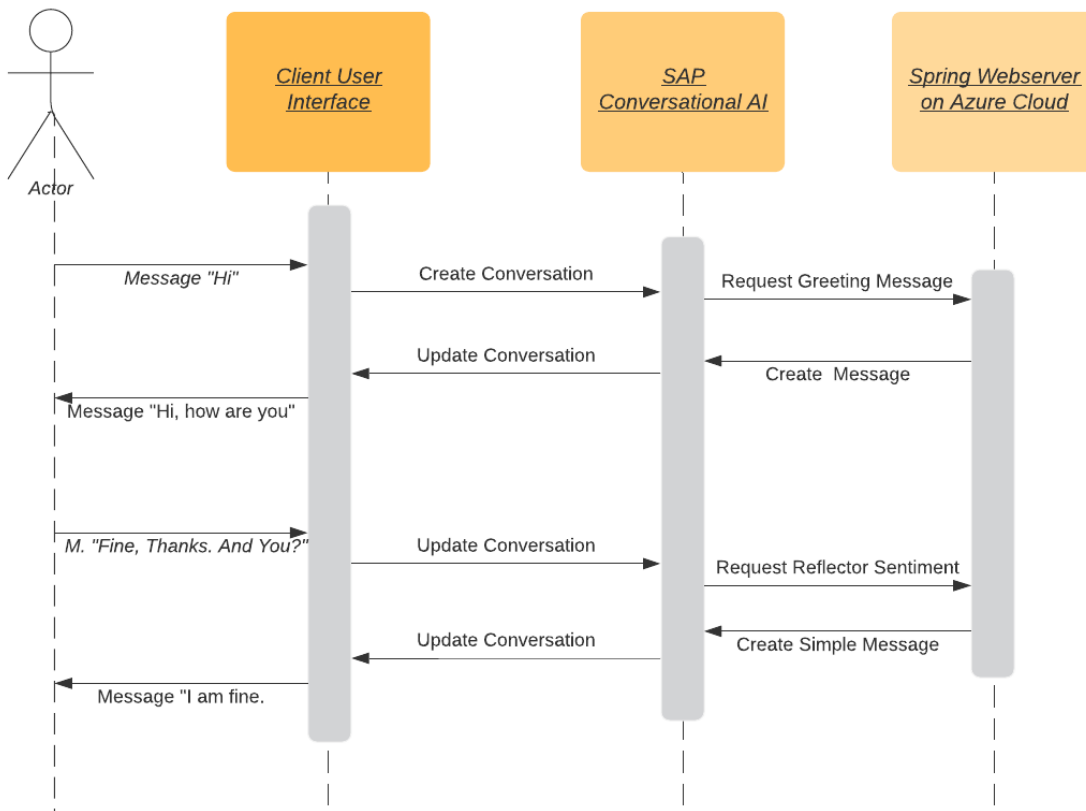 Client User
Interface
SAP
Conversational AI
Spring Webserver
on Azure Cloud
Actor
Message "Hi"
Create Conversation
Request Greeting Message
Update Conversation
Create  Message
Message "Hi, how are you"
M. "Fine, Thanks. And You?"
Update Conversation
Request Reflector Sentiment
Update Conversation
Create Simple Message
Message "I am fine.